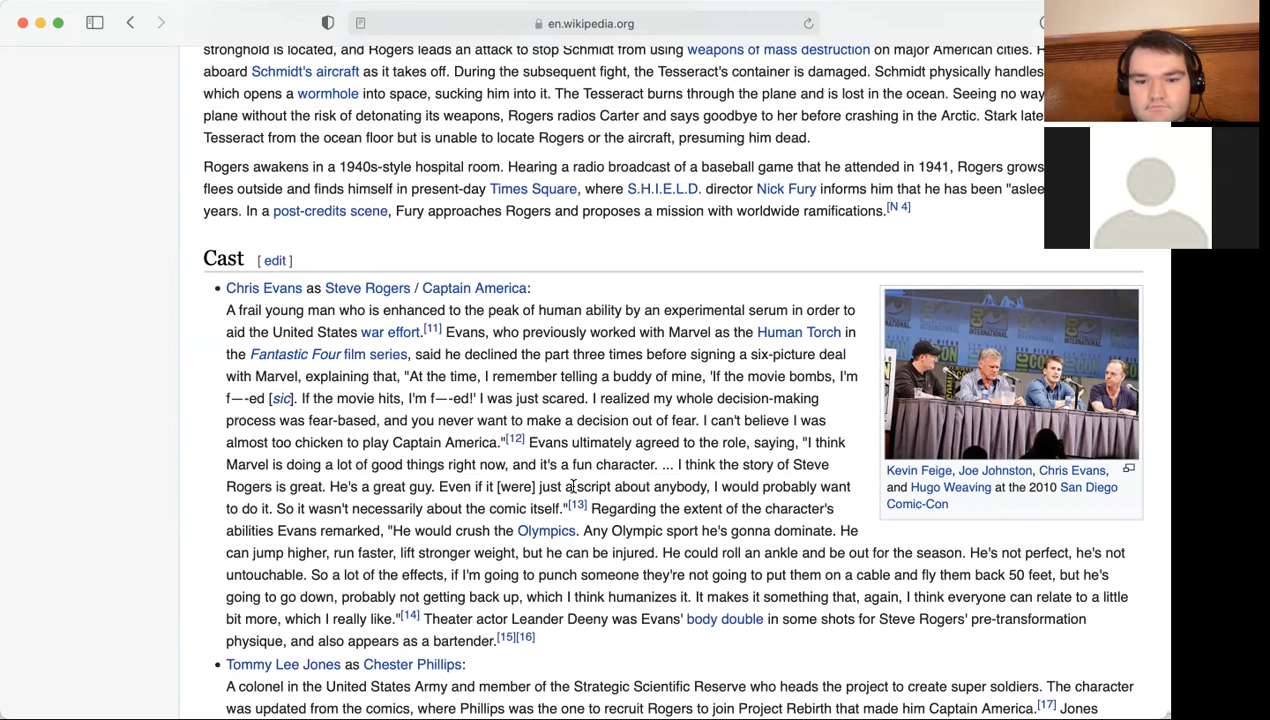 en.wikipedia.org
stronghold is located, and Rogers leads an attack to stop Schmidt from using weapons of mass destruction on major American cities.
aboard Schmidt's aircraft as it takes off. During the subsequent fight, the Tesseract's container is damaged. Schmidt physically handles
which opens a wormhole into space, sucking him into it. The Tesseract burns through the plane and is lost in the ocean. Seeing no way
plane without the risk of detonating its weapons, Rogers radios Carter and says goodbye to her before crashing in the Arctic. Stark late
Tesseract from the ocean floor but is unable to locate Rogers or the aircraft, presuming him dead.
Rogers awakens in a 1940s-style hospital room. Hearing a radio broadcast of a baseball game that he attended in 1941, Rogers grows
flees outside and finds himself in present-day Times Square, where S.H.I.E.L.D. director Nick Fury informs him that he has been "aslee
years. In a post-credits scene, Fury approaches Rogers and proposes a mission with worldwide ramifications.[N 4]
Cast [ edit ]
• Chris Evans as Steve Rogers / Captain America:
A frail young man who is enhanced to the peak of human ability by an experimental serum in order to
aid the United States war effort.[11] Evans, who previously worked with Marvel as the Human Torch in
the Fantastic Four film series, said he declined the part three times before signing a six-picture deal
with Marvel, explaining that, "At the time, I remember telling a buddy of mine, 'If the movie bombs, I'm
f—-ed [sic]. If the movie hits, I'm f—-ed!' I was just scared. I realized my whole decision-making
process was fear-based, and you never want to make a decision out of fear. I can't believe I was
almost too chicken to play Captain America."[12] Evans ultimately agreed to the role, saying, "I think
Marvel is doing a lot of good things right now, and it's a fun character. ... I think the story of Steve
Rogers is great. He's a great guy. Even if it [were] just a script about anybody, I would probably want
to do it. So it wasn't necessarily about the comic itself."[13] Regarding the extent of the character's
abilities Evans remarked, "He would crush the Olympics. Any Olympic sport he's gonna dominate. He
can jump higher, run faster, lift stronger weight, but he can be injured. He could roll an ankle and be out for the season. He's not perfect, he's not
untouchable. So a lot of the effects, if I'm going to punch someone they're not going to put them on a cable and fly them back 50 feet, but he's
going to go down, probably not getting back up, which I think humanizes it. It makes it something that, again, I think everyone can relate to a little
bit more, which I really like."[14] Theater actor Leander Deeny was Evans' body double in some shots for Steve Rogers' pre-transformation
physique, and also appears as a bartender.[15][16]
Kevin Feige, Joe Johnston, Chris Evans,
and Hugo Weaving at the 2010 San Diego
Comic-Con
• Tommy Lee Jones as Chester Phillips:
A colonel in the United States Army and member of the Strategic Scientific Reserve who heads the project to create super soldiers. The character
was updated from the comics, where Phillips was the one to recruit Rogers to join Project Rebirth that made him Captain America.[17] Jones